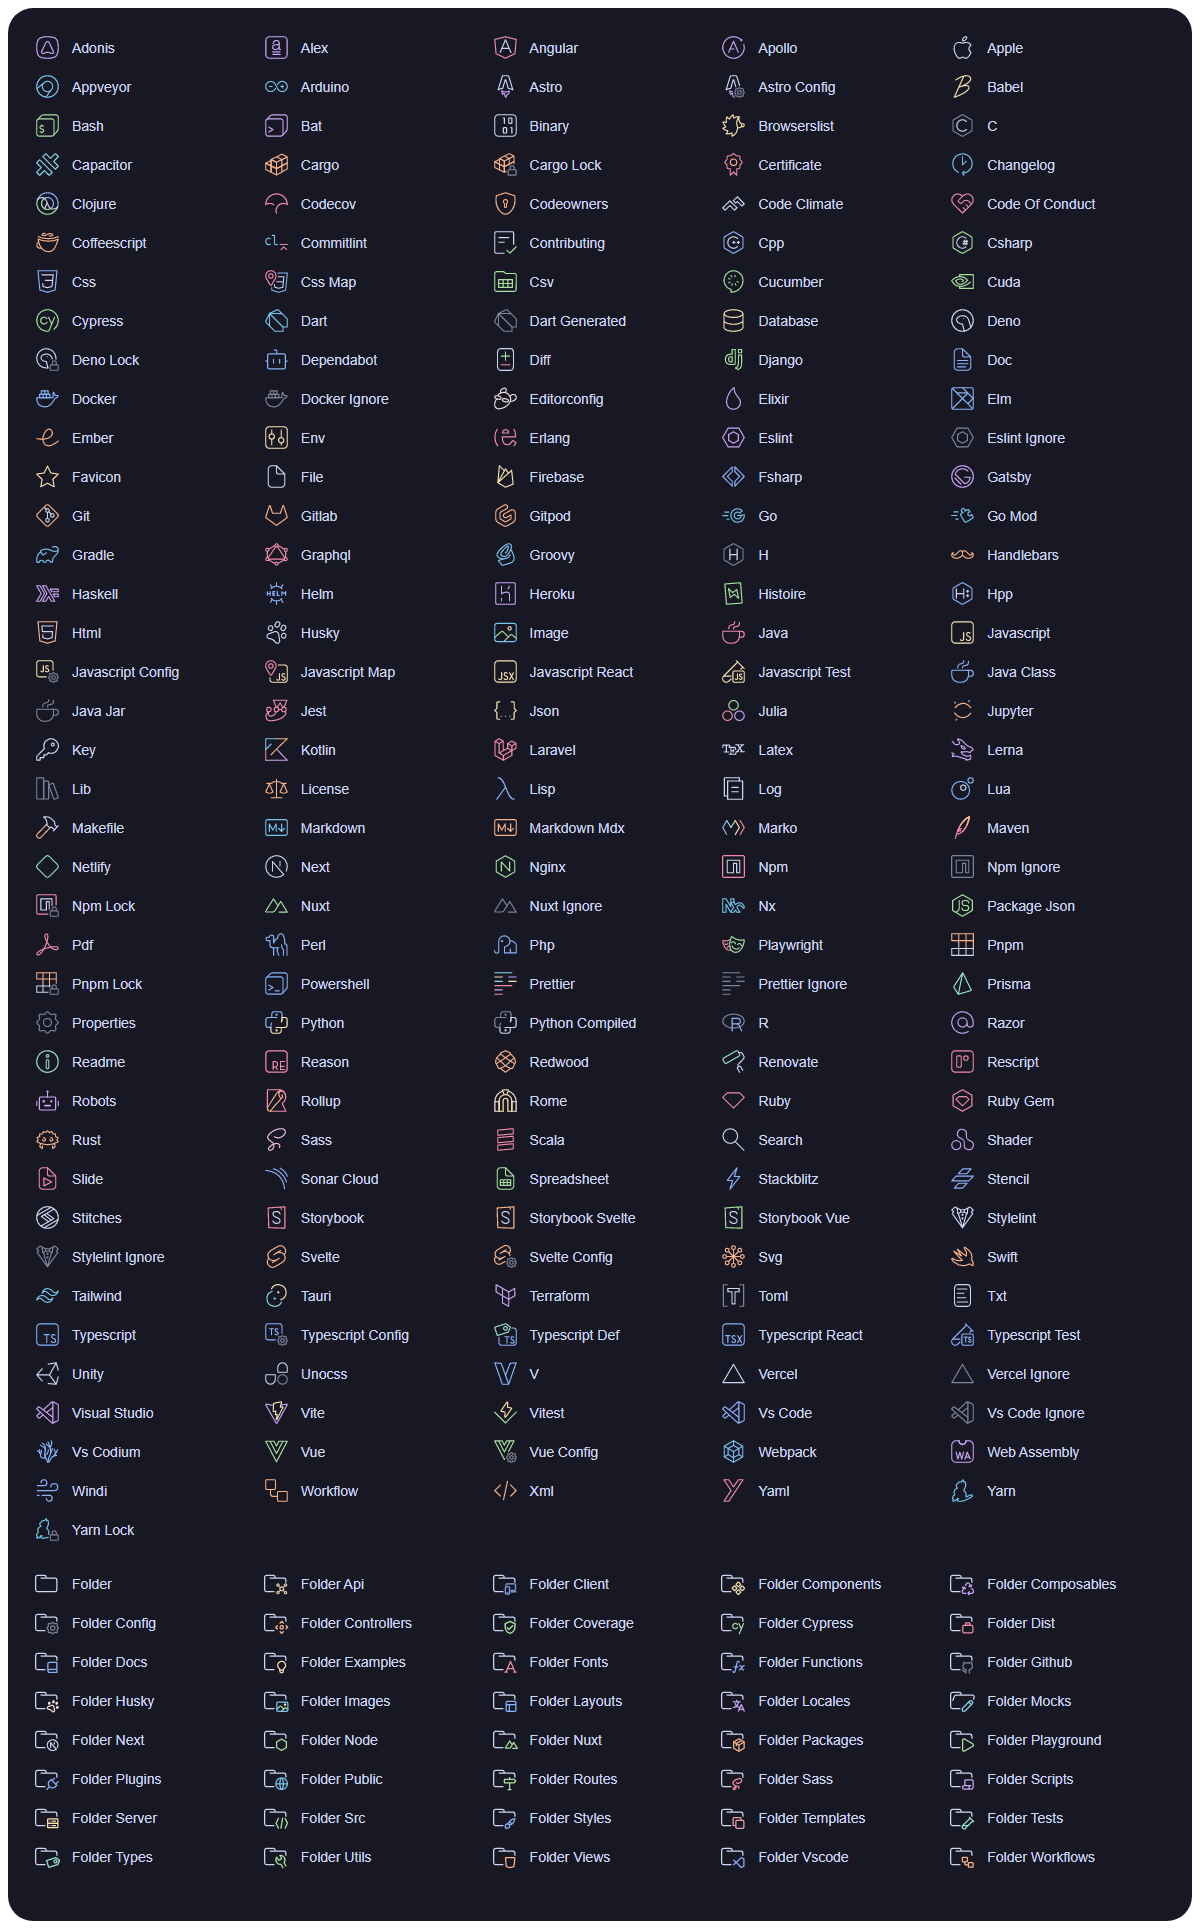 Adonis Alex Angular Apollo Apple
Appveyor Arduino Astro Astro Config Babel
Bash Bat Binary Browserslist C
Capacitor Cargo Cargo Lock Certificate Changelog
Clojure Codecov Codeowners Code Climate Code Of Conduct
Coffeescript Commitlint Contributing Cpp Csharp
Css Css Map Csv Cucumber Cuda
Cypress Dart Dart Generated Database Deno
Deno Lock Dependabot Diff Django Doc
Docker Docker Ignore Editorconfig Elixir Elm
Ember Env Erlang Eslint Eslint Ignore
Favicon File Firebase Fsharp Gatsby
Git Gitlab Gitpod Go Go Mod
Gradle Graphql Groovy H Handlebars
Haskell Helm Heroku Histoire Hpp
Html Husky Image Java Javascript
Javascript Config Javascript Map Javascript React Javascript Test Java Class
Java Jar Jest Json Julia Jupyter
Key Kotlin Laravel Latex Lerna
Lib License Lisp Log Lua
Makefile Markdown Markdown Mdx Marko Maven
Netlify Next Nginx Npm Npm Ignore
Npm Lock Nuxt Nuxt Ignore Nx Package Json
Pdf Perl Php Playwright Pnpm
Pnpm Lock Powershell Prettier Prettier Ignore Prisma
Properties Python Python Compiled R Razor
Readme Reason Redwood Renovate Rescript
Robots Rollup Rome Ruby Ruby Gem
Rust Sass Scala Search Shader
Slide Sonar Cloud Spreadsheet Stackblitz Stencil
Stitches Storybook Storybook Svelte Storybook Vue Stylelint
Stylelint Ignore Svelte Svelte Config Svg Swift
Tailwind Tauri Terraform Toml Txt
Typescript Typescript Config Typescript Def Typescript React Typescript Test
Unity Unocss V Vercel Vercel Ignore
Visual Studio Vite Vitest Vs Code Vs Code Ignore
Vs Codium Vue Vue Config Webpack Web Assembly
Windi Workflow Xml Yaml Yarn
Yarn Lock
Folder Folder Api Folder Client Folder Components Folder Composables
Folder Config Folder Controllers Folder Coverage Folder Cypress Folder Dist
Folder Docs Folder Examples Folder Fonts Folder Functions Folder Github
Folder Husky Folder Images Folder Layouts Folder Locales Folder Mocks
Folder Next Folder Node Folder Nuxt Folder Packages Folder Playground
Folder Plugins Folder Public Folder Routes Folder Sass Folder Scripts
Folder Server Folder Src Folder Styles Folder Templates Folder Tests
Folder Types Folder Utils Folder Views Folder Vscode Folder Workflows